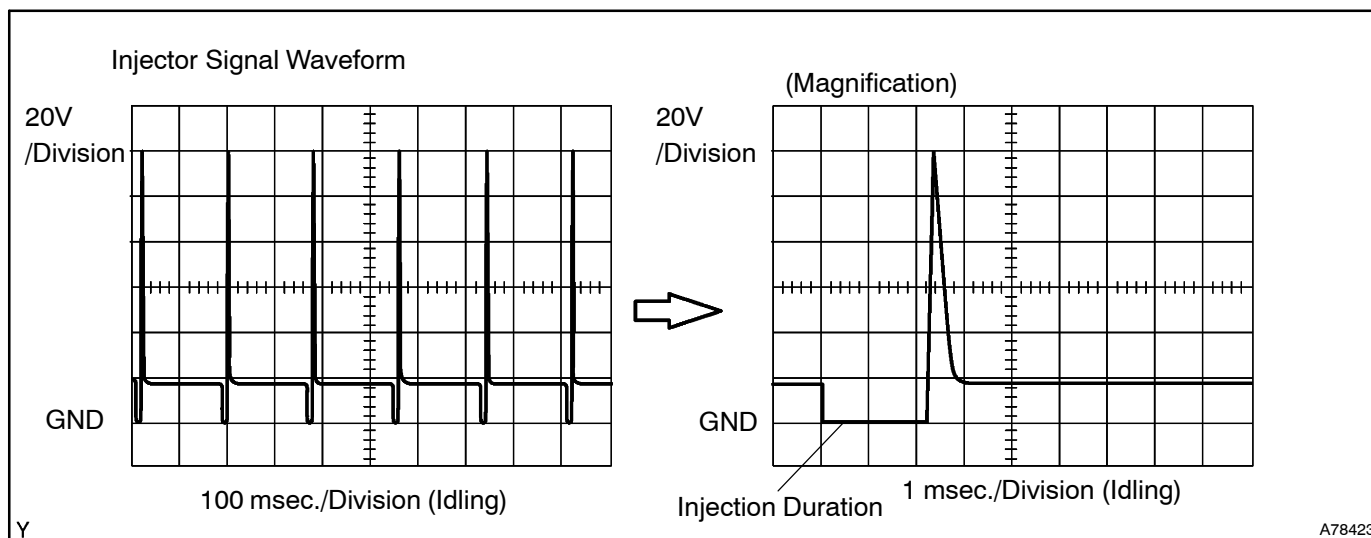 Injector Signal Waveform
(Magnification)
20V
/Division
20V
/Division
GND
GND
100 msec./Division (Idling)
Injection Duration
1 msec./Division (Idling)
Y
A78423